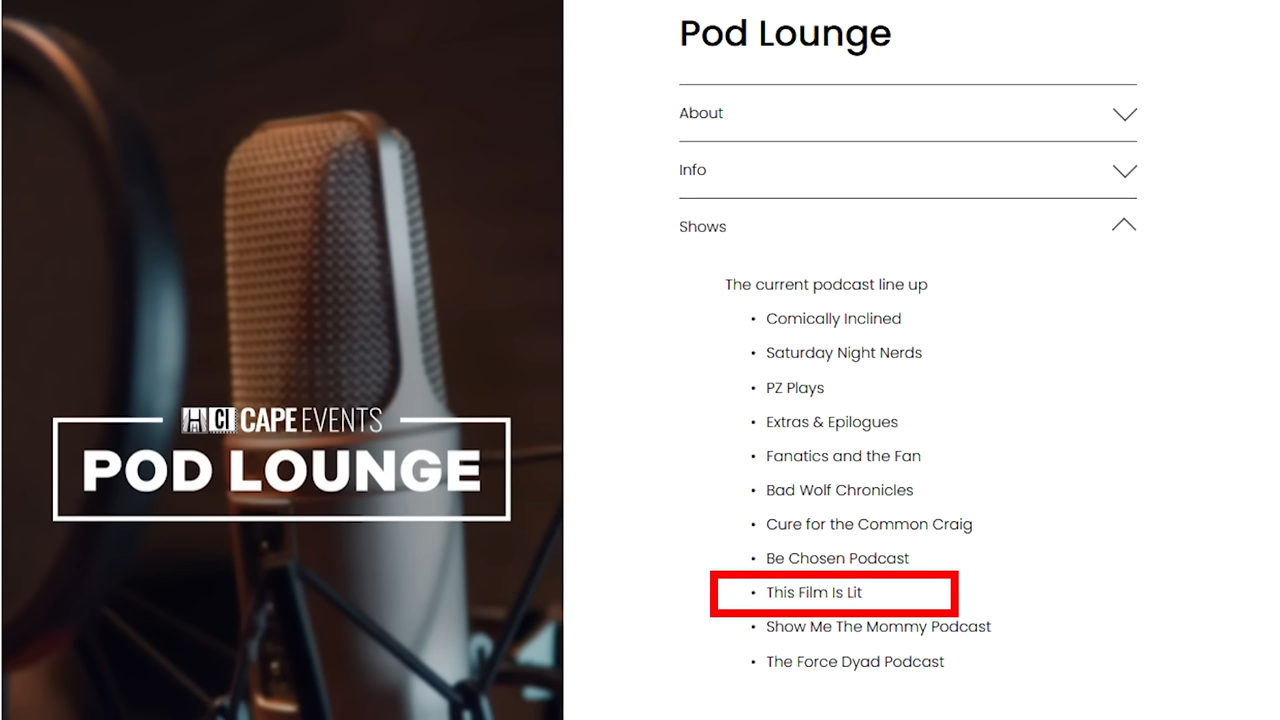 CI CAPE EVENTS
POD LOUNGE
Pod Lounge
About
Info
Shows
The current podcast line up
• Comically Inclined
• Saturday Night Nerds
• PZ Plays
• Extras & Epilogues
• Fanatics and the Fan
• Bad Wolf Chronicles
• Cure for the Common Craig
• Be Chosen Podcast
• This Film Is Lit
• Show Me The Mommy Podcast
• The Force Dyad Podcast